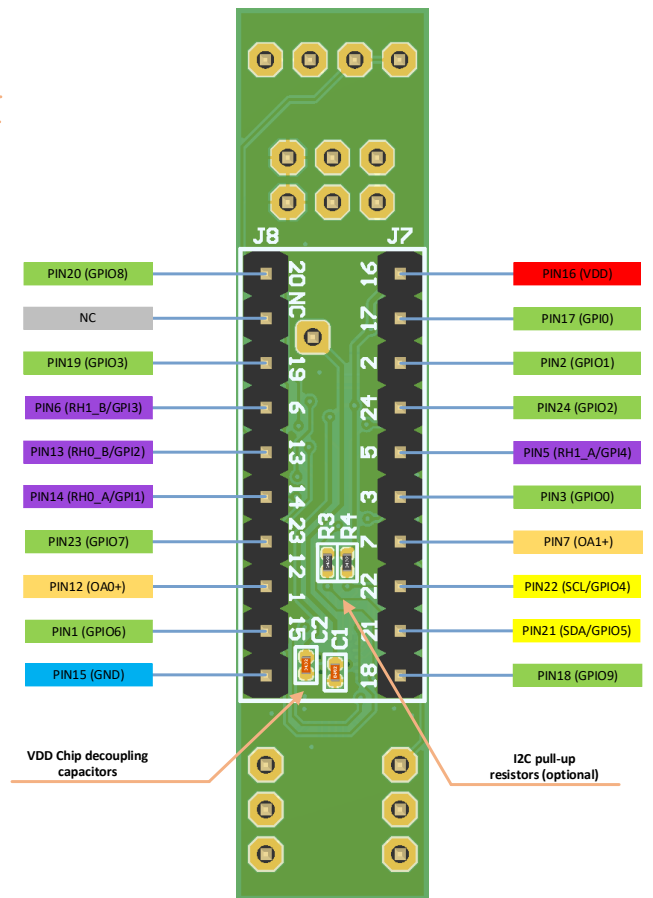 J8
J7
PIN20 (GPIO8)
20
16
PIN16 (VDD)
NC
NC
17
PIN17 (GPI0)
PIN19 (GPIO3)
19
2
PIN2 (GPIO1)
PIN6 (RH1_B/GPI3)
6
24
PIN24 (GPIO2)
PIN13 (RH0_B/GPI2)
13
5
PIN5 (RH1_A/GPI4)
PIN14 (RH0_A/GPI1)
14
3
PIN3 (GPIO0)
PIN23 (GPIO7)
23
R3
R4
7
PIN7 (OA1+)
PIN12 (OA0+)
12
22
PIN22 (SCL/GPIO4)
PIN1 (GPIO6)
1
21
PIN21 (SDA/GPIO5)
PIN15 (GND)
15
C2
C1
18
PIN18 (GPIO9)
VDD Chip decoupling
capacitors
I2C pull-up
resistors (optional)